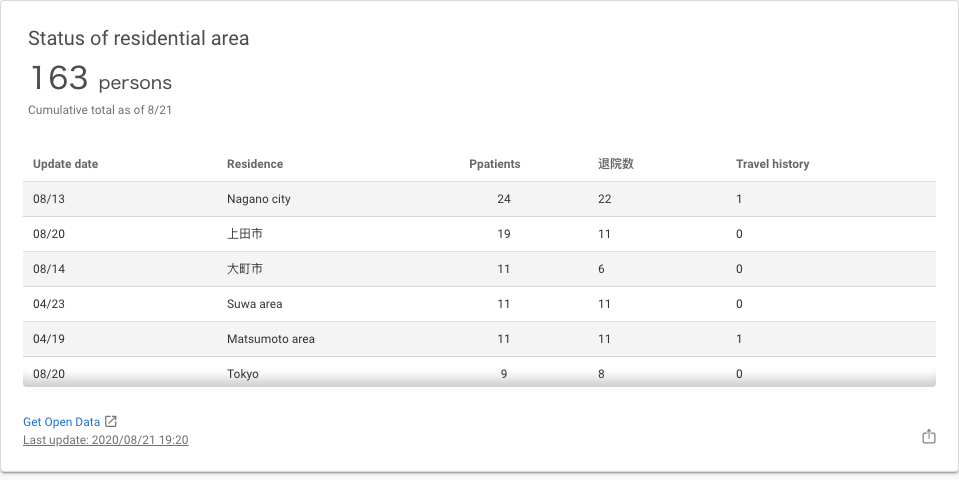 Status of residential area
163 persons
Cumulative total as of 8/21
Update date Residence Ppatients 退院数 Travel history
08/13 Nagano city 24 22 1
08/20 上田市 19 11 0
08/14 大町市 11 6 0
04/23 Suwa area 11 11 0
04/19 Matsumoto area 11 11 1
08/20 Tokyo 9 8 0
Get Open Data
Last update: 2020/08/21 19:20